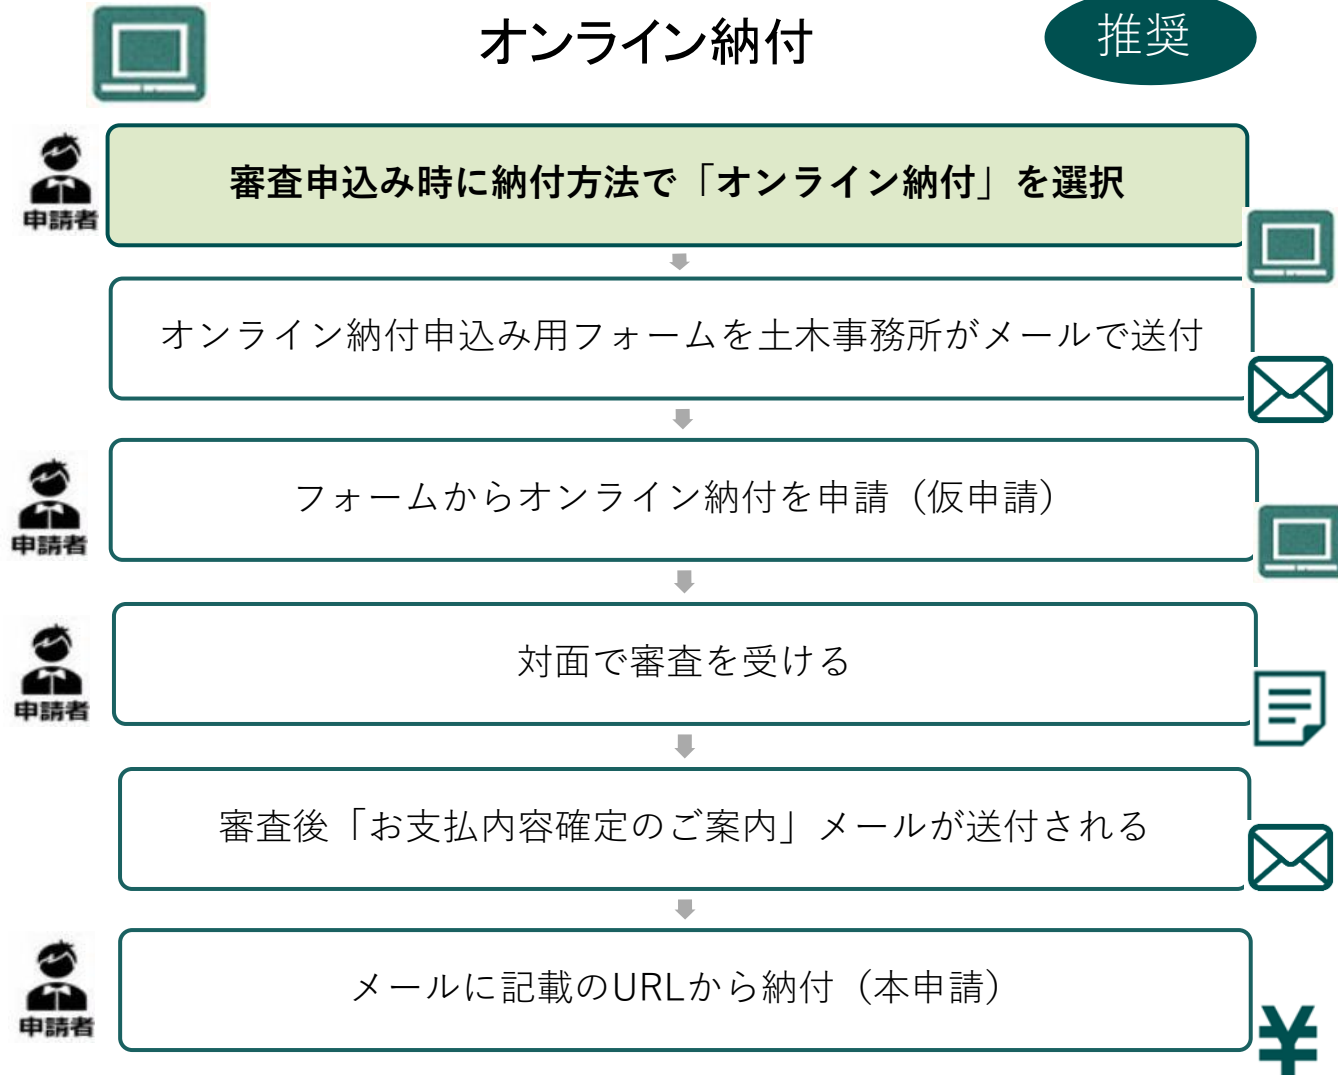 オンライン納付
推奨
申請者
審査申込み時に納付方法で「オンライン納付」を選択
オンライン納付申込み用フォームを土木事務所がメールで送付
申請者
フォームからオンライン納付を申請（仮申請）
申請者
対面で審査を受ける
審査後「お支払内容確定のご案内」メールが送付される
申請者
メールに記載のURLから納付（本申請）
¥